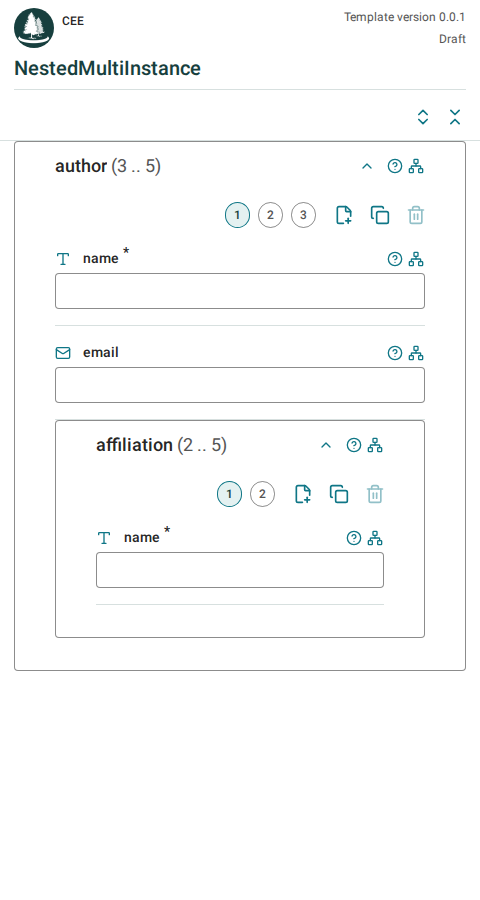 CEE
Template version 0.0.1
Draft
NestedMultiInstance
author (3 .. 5)
1 2 3
name *
email
affiliation (2 .. 5)
1 2
name *